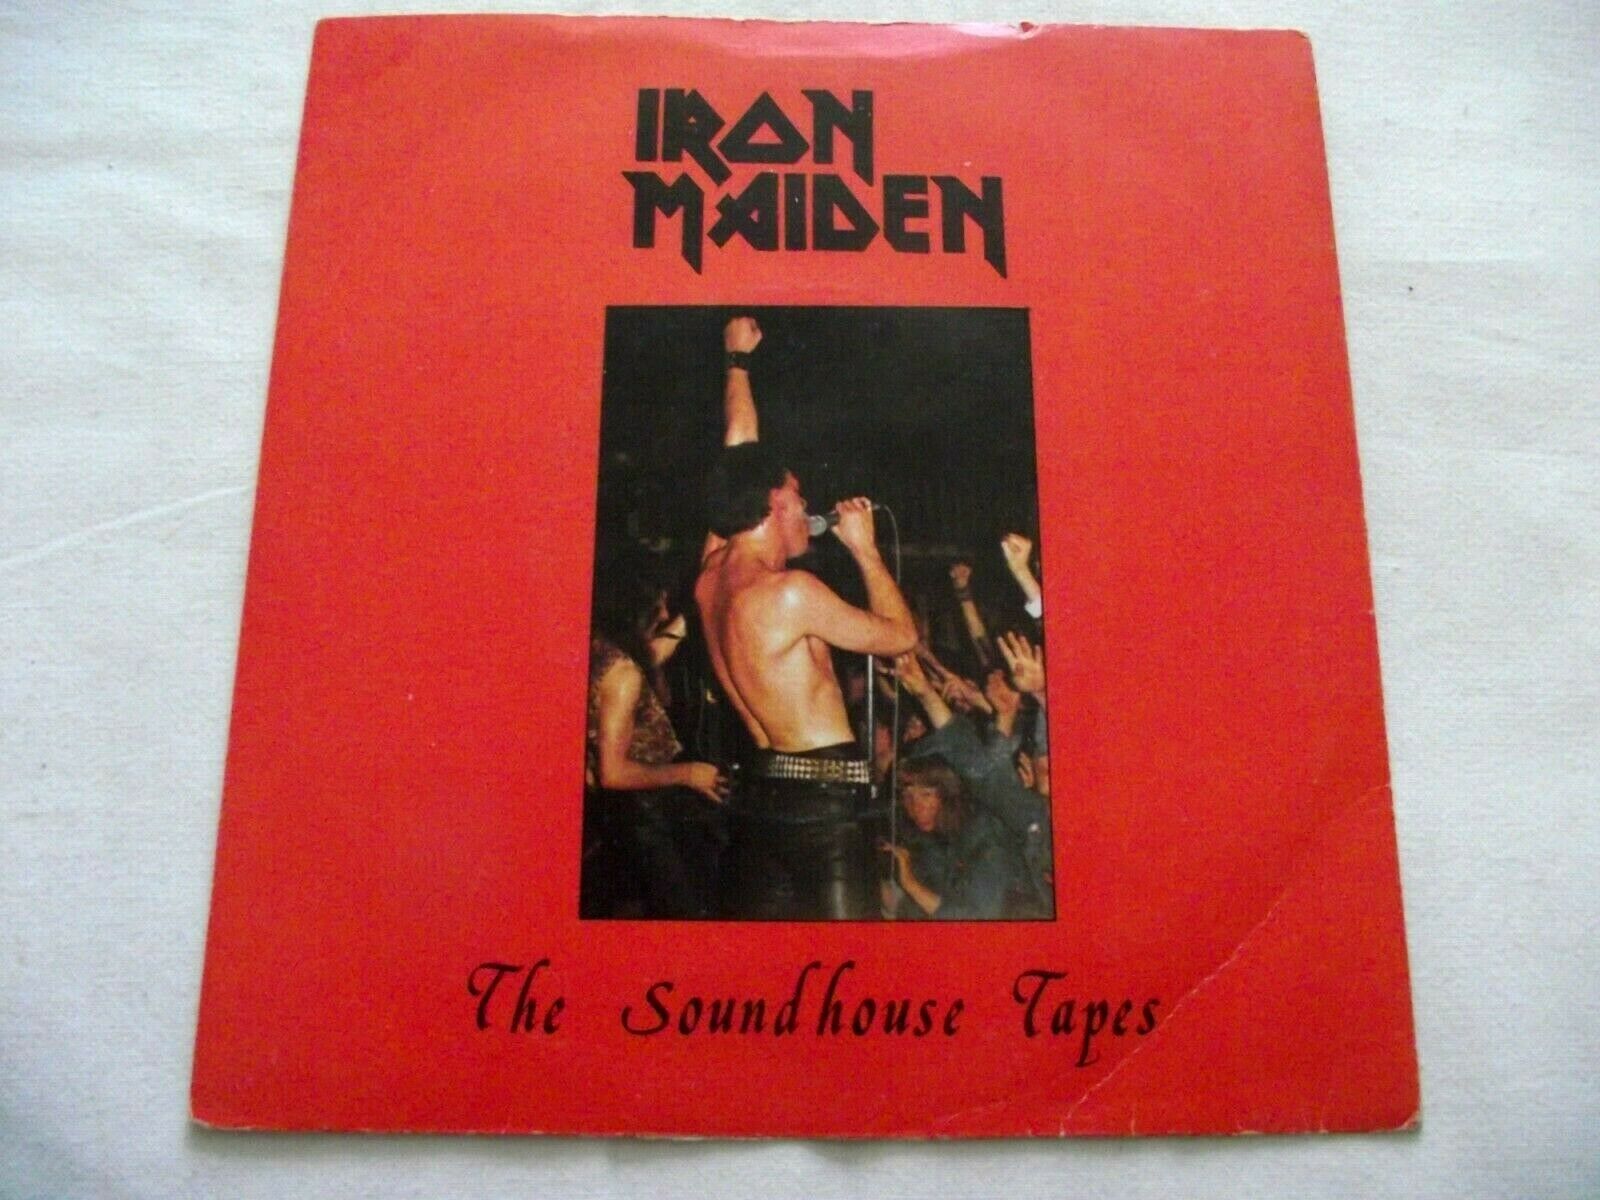 IRON
MAIDEN
The Soundhouse Tapes